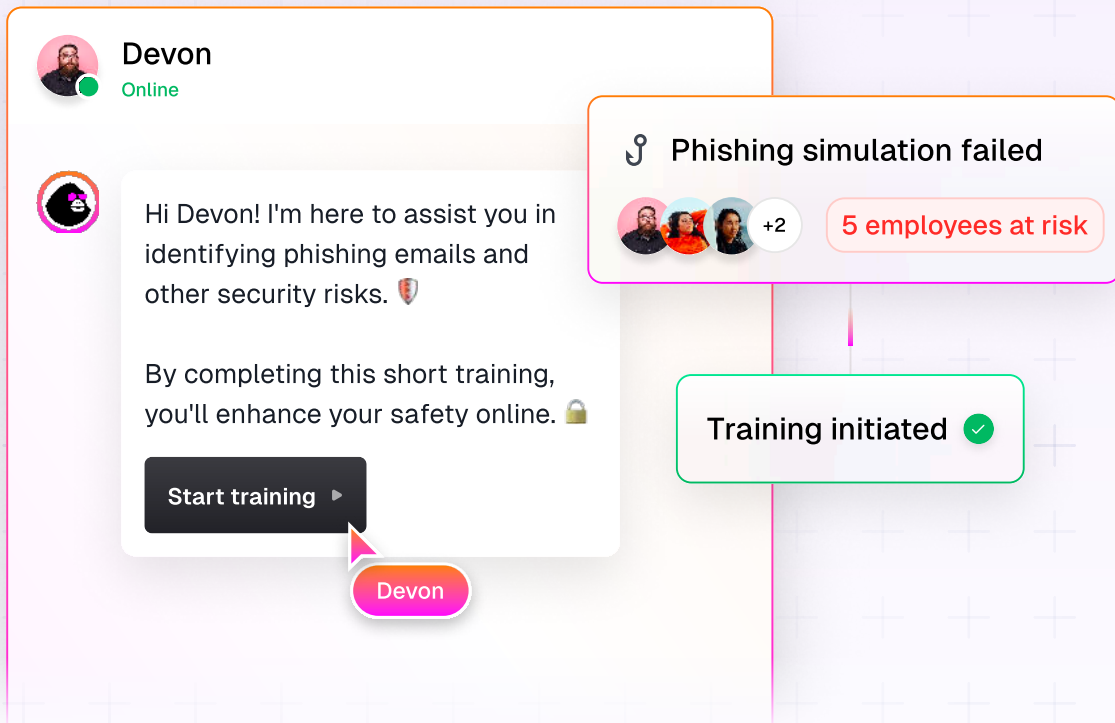 Devon
Online
Phishing simulation failed
+2
5 employees at risk
Hi Devon! I'm here to assist you in
identifying phishing emails and
other security risks. 🛡️
By completing this short training,
you'll enhance your safety online. 🔒
Start training
Training initiated
Devon